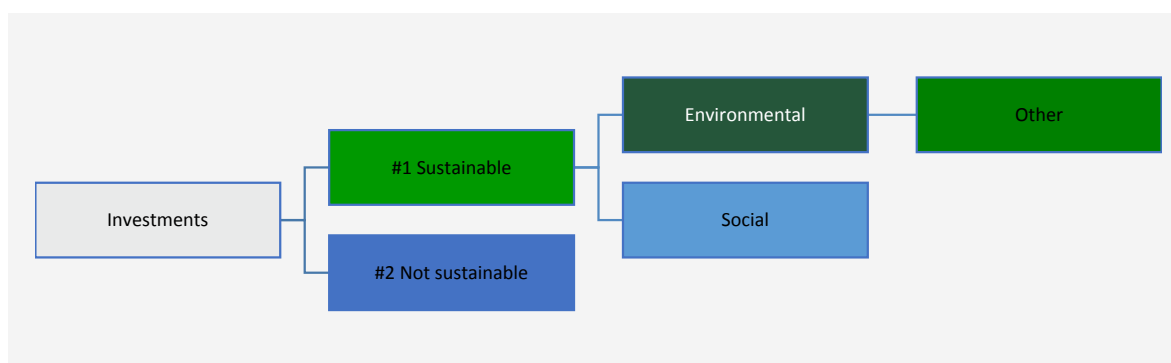 Investments
#1 Sustainable
#2 Not sustainable
Environmental
Social
Other